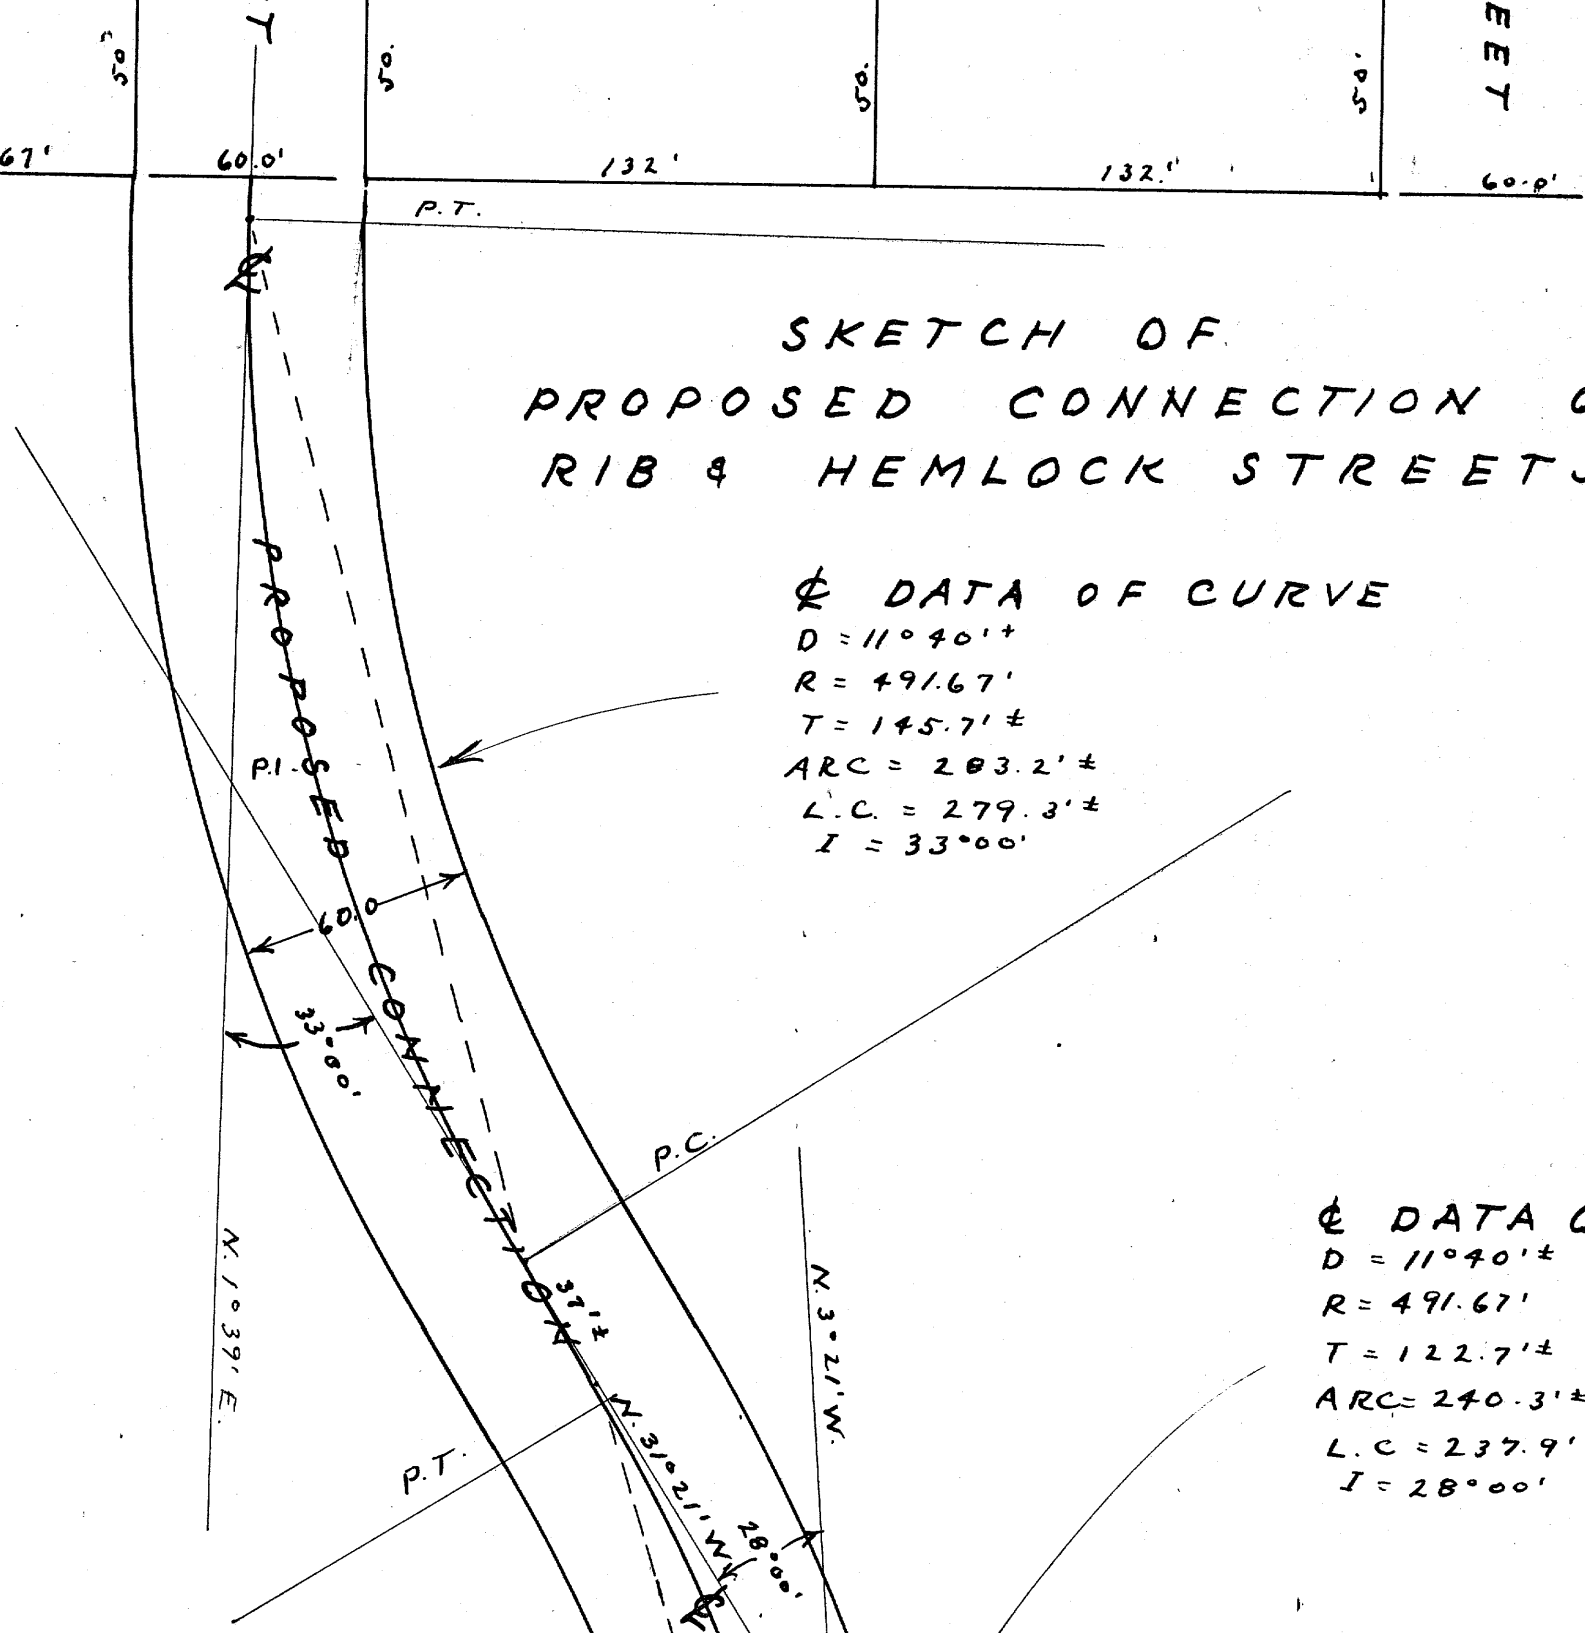 T
EET
50'
50.
50.
50.
67'
60.0'
132'
132.'
60.0'
P.T.
℄
SKETCH OF
PROPOSED CONNECTION
RIB & HEMLOCK STREETS
℄ DATA OF CURVE
D = 11°40'±
R = 491.67'
T = 145.7'±
ARC = 283.2'±
L.C. = 279.3'±
I = 33°00'
PROPOSED CONNECTION
P.I.
60.0
33°00'
P.C.
N. 1°39' E.
37'±
N. 3°21' W.
N. 31°21' W.
P.T.
28°00'
℄
℄ DATA
D = 11°40'±
R = 491.67'
T = 122.7'±
ARC = 240.3'±
L.C = 237.9'
I = 28°00'